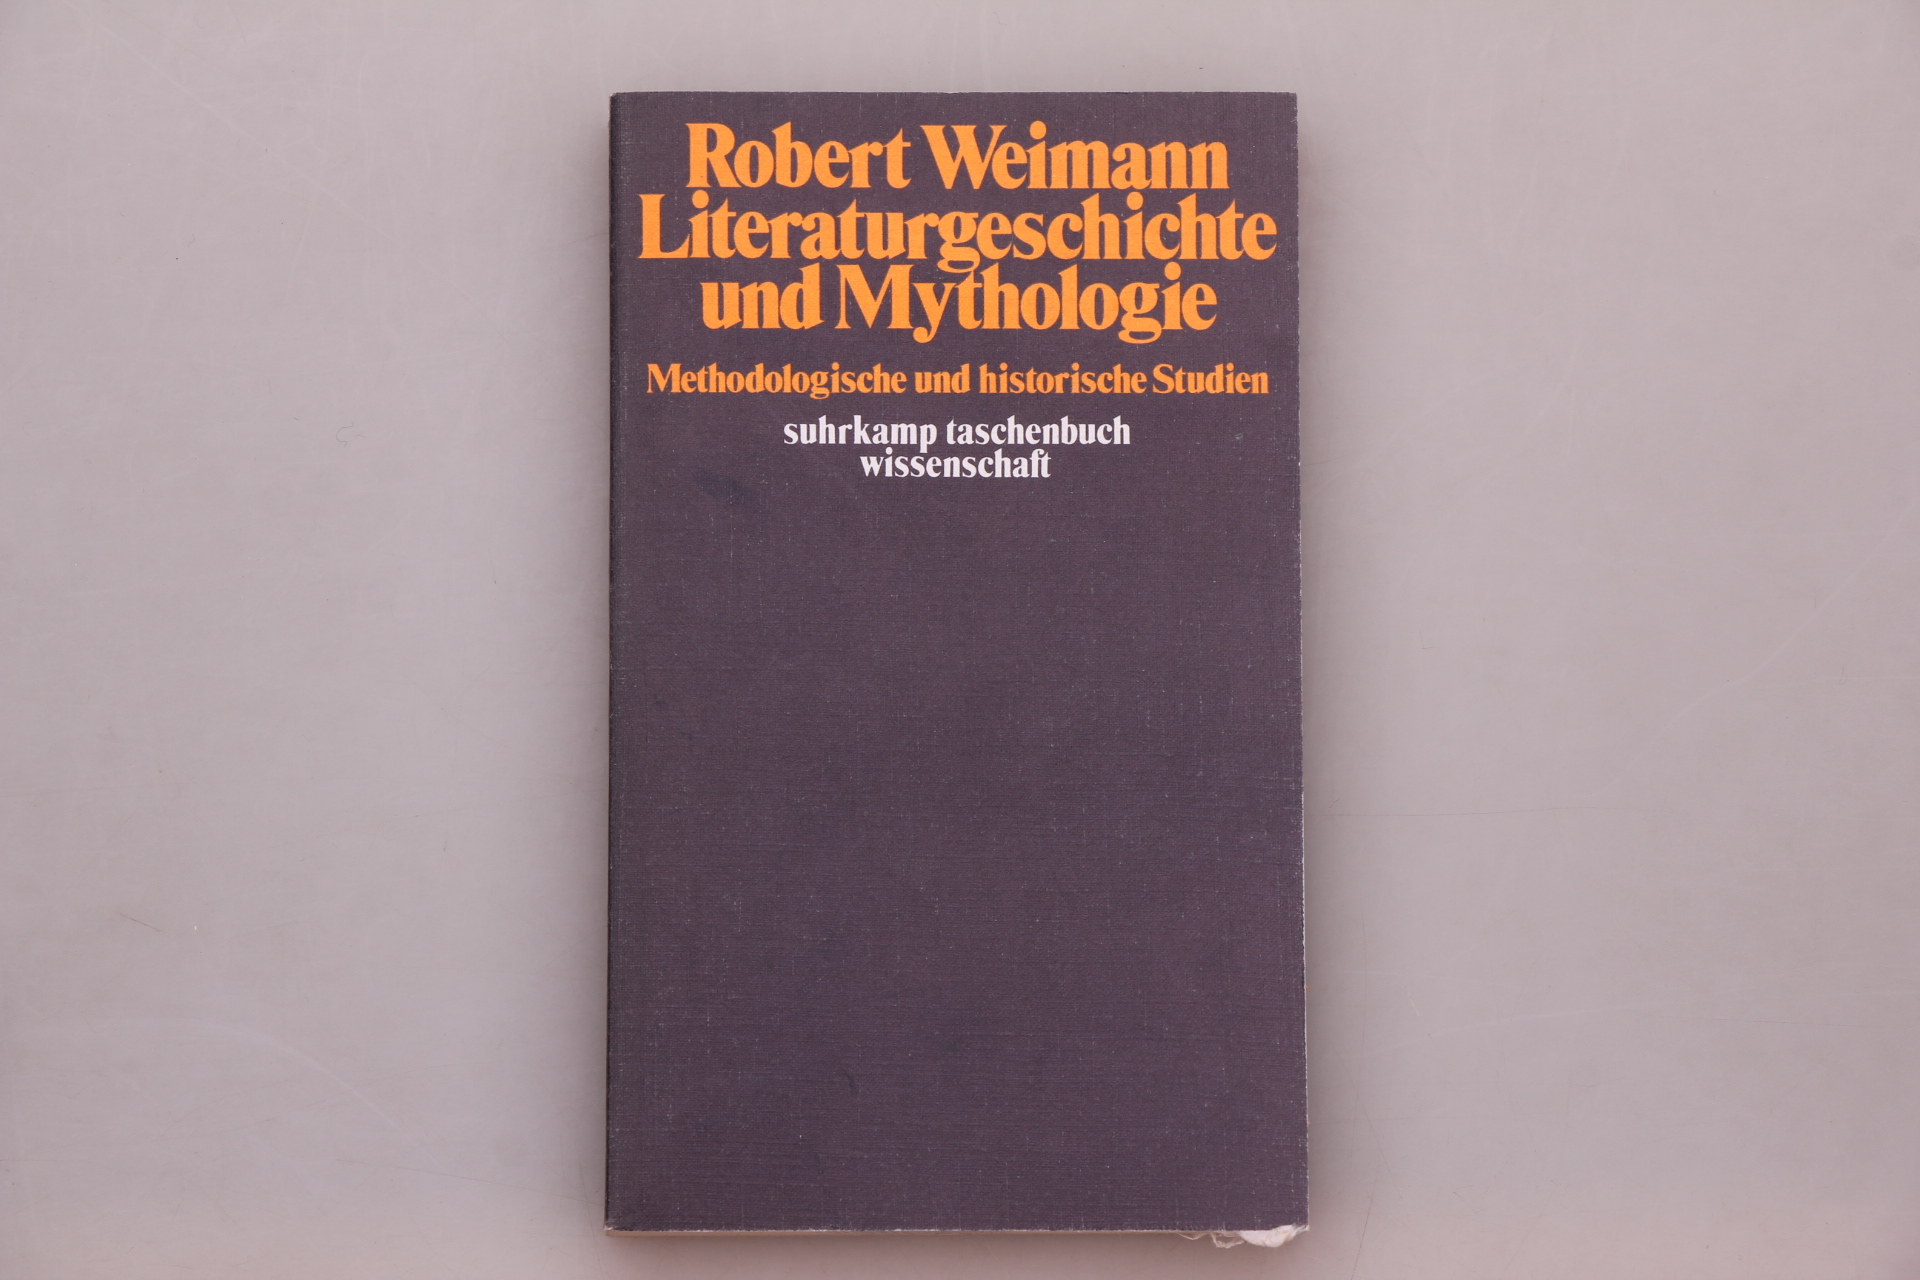 Robert Weimann
Literaturgeschichte
und Mythologie
Methodologische und historische Studien
suhrkamp taschenbuch
wissenschaft